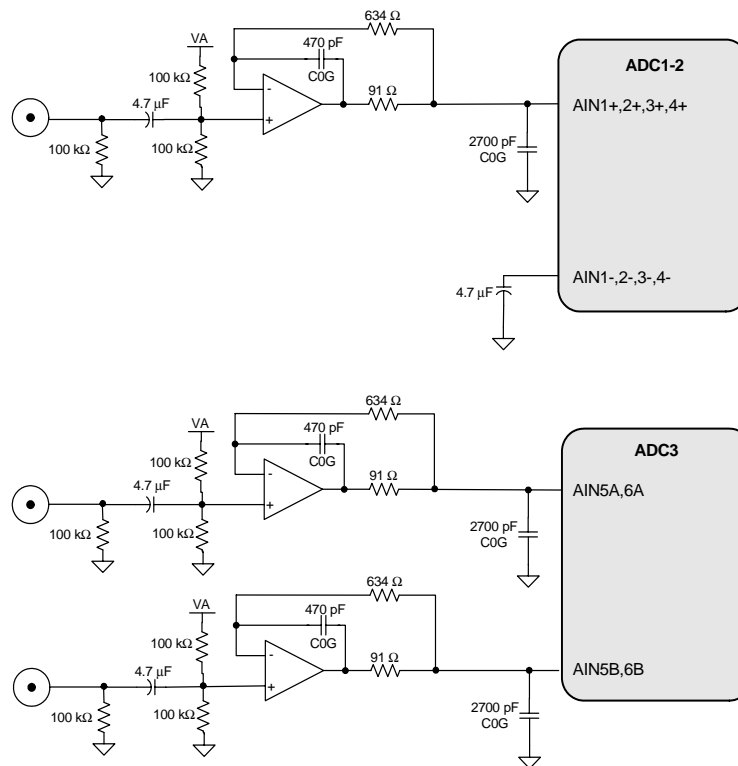 634 Ω
470 pF
C0G
VA
100 kΩ
4.7 µF
100 kΩ
100 kΩ
-
+
91 Ω
2700 pF
C0G
ADC1-2
AIN1+,2+,3+,4+
AIN1-,2-,3-,4-
4.7 µF
634 Ω
470 pF
C0G
VA
100 kΩ
4.7 µF
100 kΩ
100 kΩ
-
+
91 Ω
2700 pF
C0G
ADC3
AIN5A,6A
634 Ω
470 pF
C0G
VA
100 kΩ
4.7 µF
100 kΩ
100 kΩ
-
+
91 Ω
2700 pF
C0G
AIN5B,6B